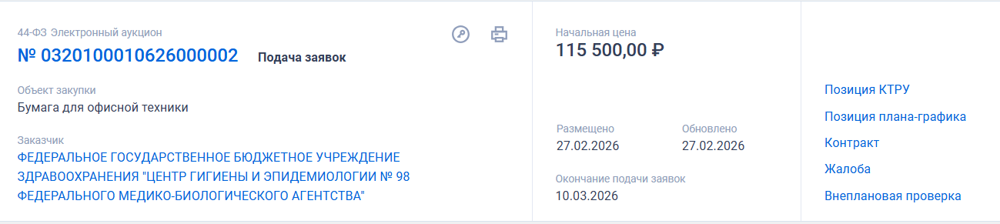 44-ФЗ Электронный аукцион
№ 0320100010626000002 Подача заявок
Объект закупки
Бумага для офисной техники
Заказчик
ФЕДЕРАЛЬНОЕ ГОСУДАРСТВЕННОЕ БЮДЖЕТНОЕ УЧРЕЖДЕНИЕ
ЗДРАВООХРАНЕНИЯ "ЦЕНТР ГИГИЕНЫ И ЭПИДЕМИОЛОГИИ № 98
ФЕДЕРАЛЬНОГО МЕДИКО-БИОЛОГИЧЕСКОГО АГЕНТСТВА"
Начальная цена
115 500,00 ₽
Размещено Обновлено
27.02.2026 27.02.2026
Окончание подачи заявок
10.03.2026
Позиция КТРУ
Позиция плана-графика
Контракт
Жалоба
Внеплановая проверка